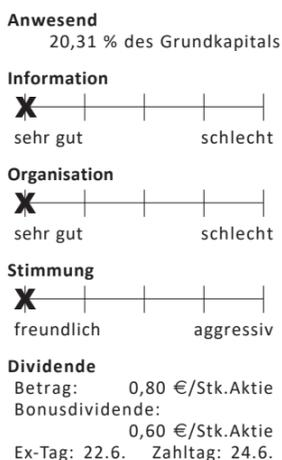 Anwesend
20,31 % des Grundkapitals
Information
X
sehr gut schlecht
Organisation
X
sehr gut schlecht
Stimmung
X
freundlich aggressiv
Dividende
Betrag: 0,80 €/Stk.Aktie
Bonusdividende:
0,60 €/Stk.Aktie
Ex-Tag: 22.6. Zahltag: 24.6.